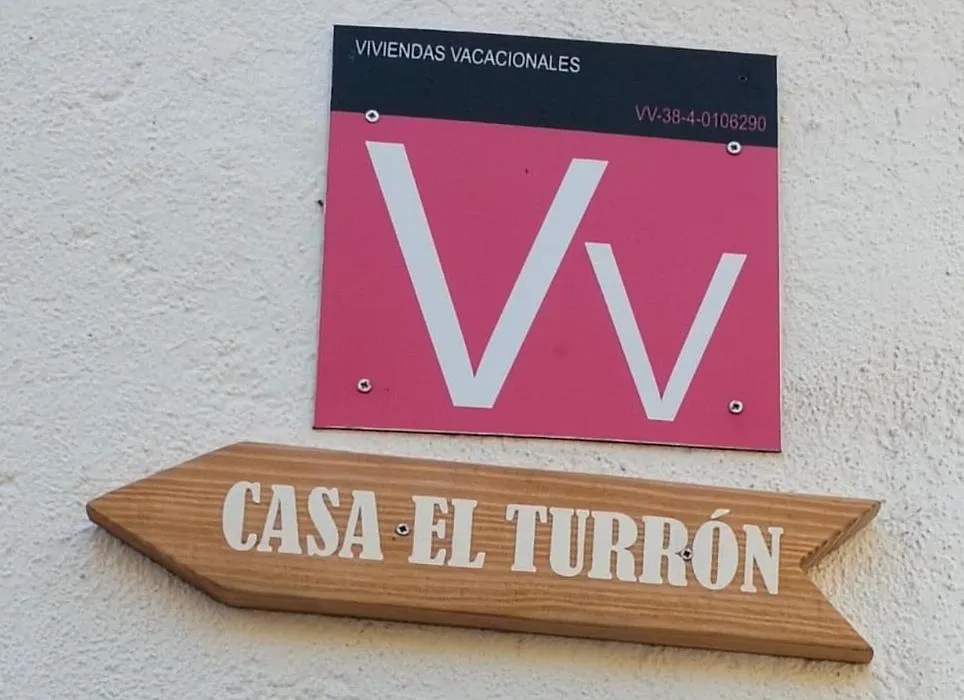 VIVIENDAS VACACIONALES
VV-38-4-0106290
Vv
CASA EL TURRÓN